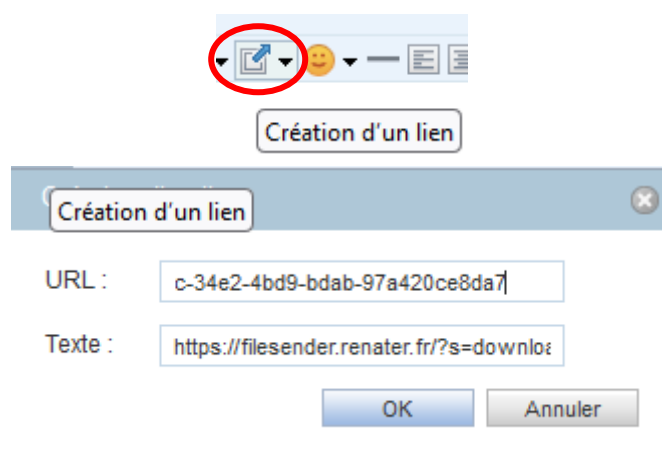 Création d'un lien
Création d'un lien
URL :
c-34e2-4bd9-bdab-97a420ce8da7
Texte :
https://filesender.renater.fr/?s=downloa
OK
Annuler